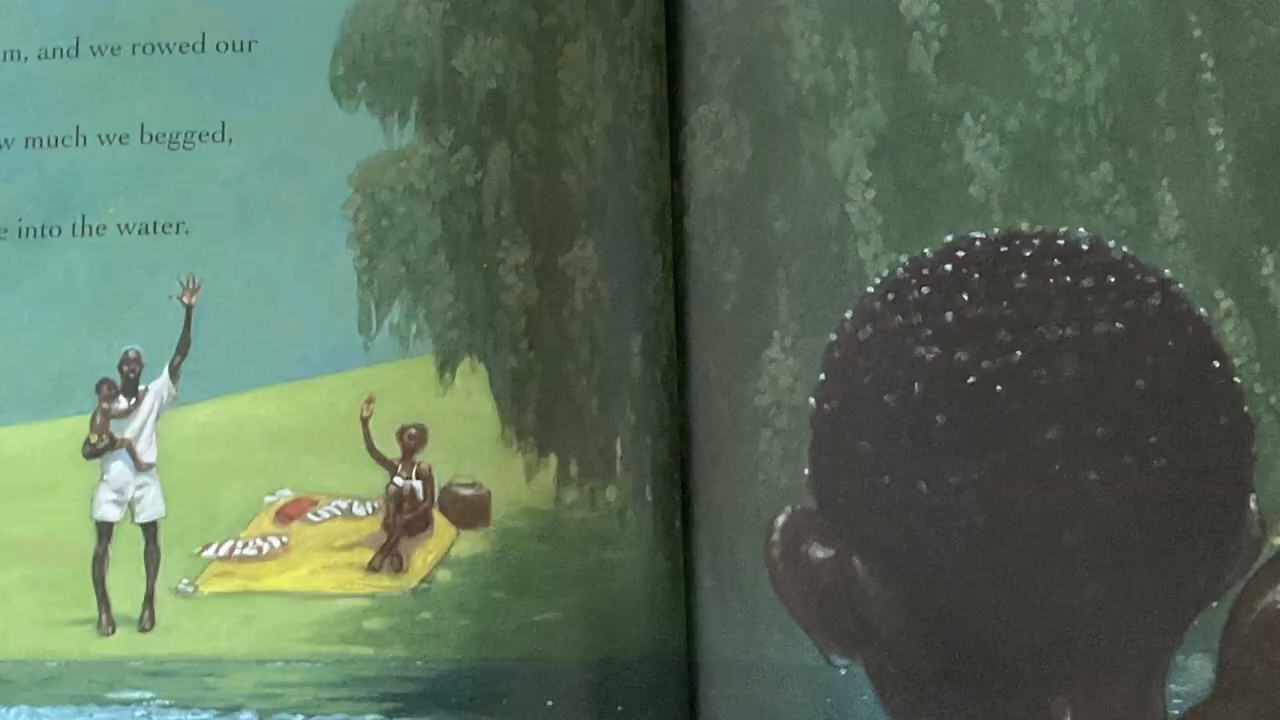 and we rowed our
much we begged,
into the water.